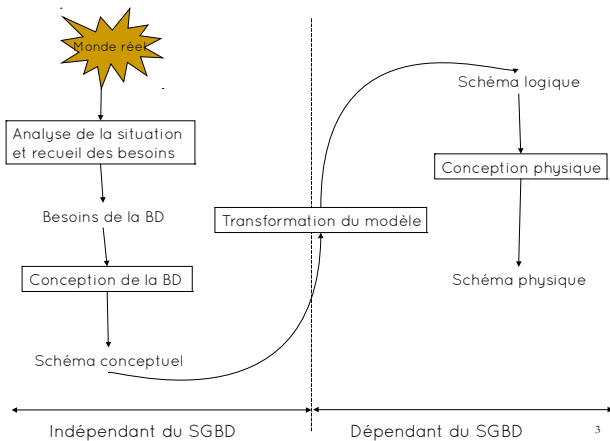 Monde réel
Analyse de la situation
et recueil des besoins
Besoins de la BD
Conception de la BD
Schéma conceptuel
Transformation du modèle
Schéma logique
Conception physique
Schéma physique
Indépendant du SGBD
Dépendant du SGBD
3